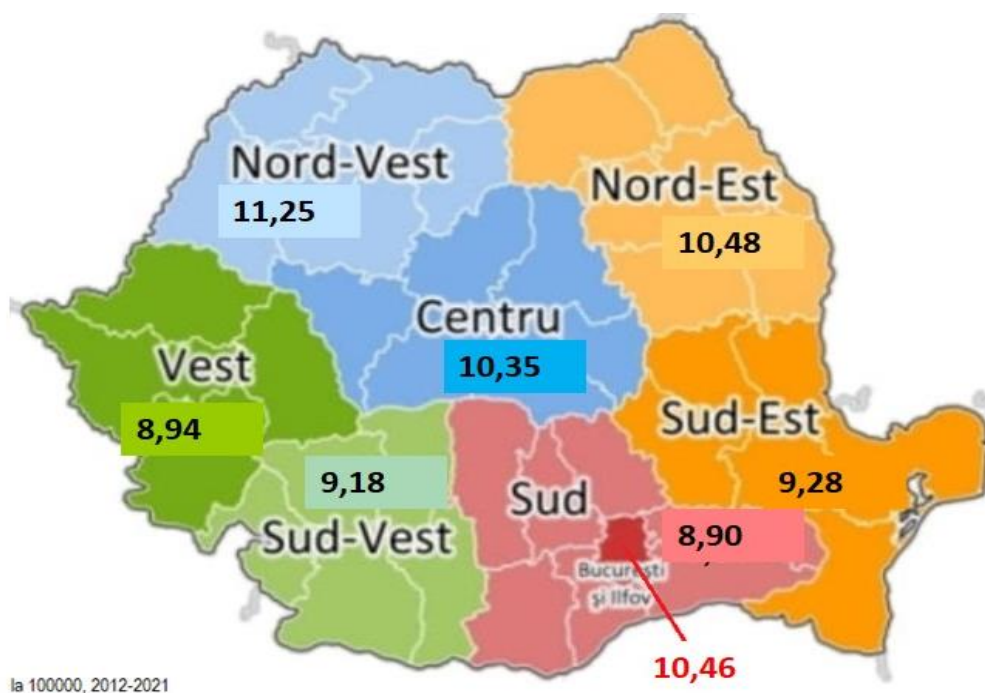 Nord-Vest
11,25
Nord-Est
10,48
Centru
10,35
Vest
8,94
Sud-Est
9,28
9,18
Sud-Vest
Sud
8,90
București
și Ilfov
10,46
la 100000, 2012-2021